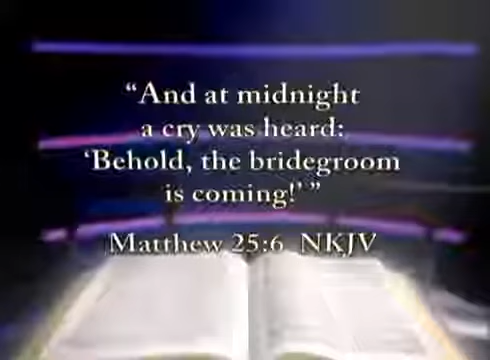 “And at midnight
a cry was heard:
‘Behold, the bridegroom
is coming!’ ”
Matthew 25:6 NKJV